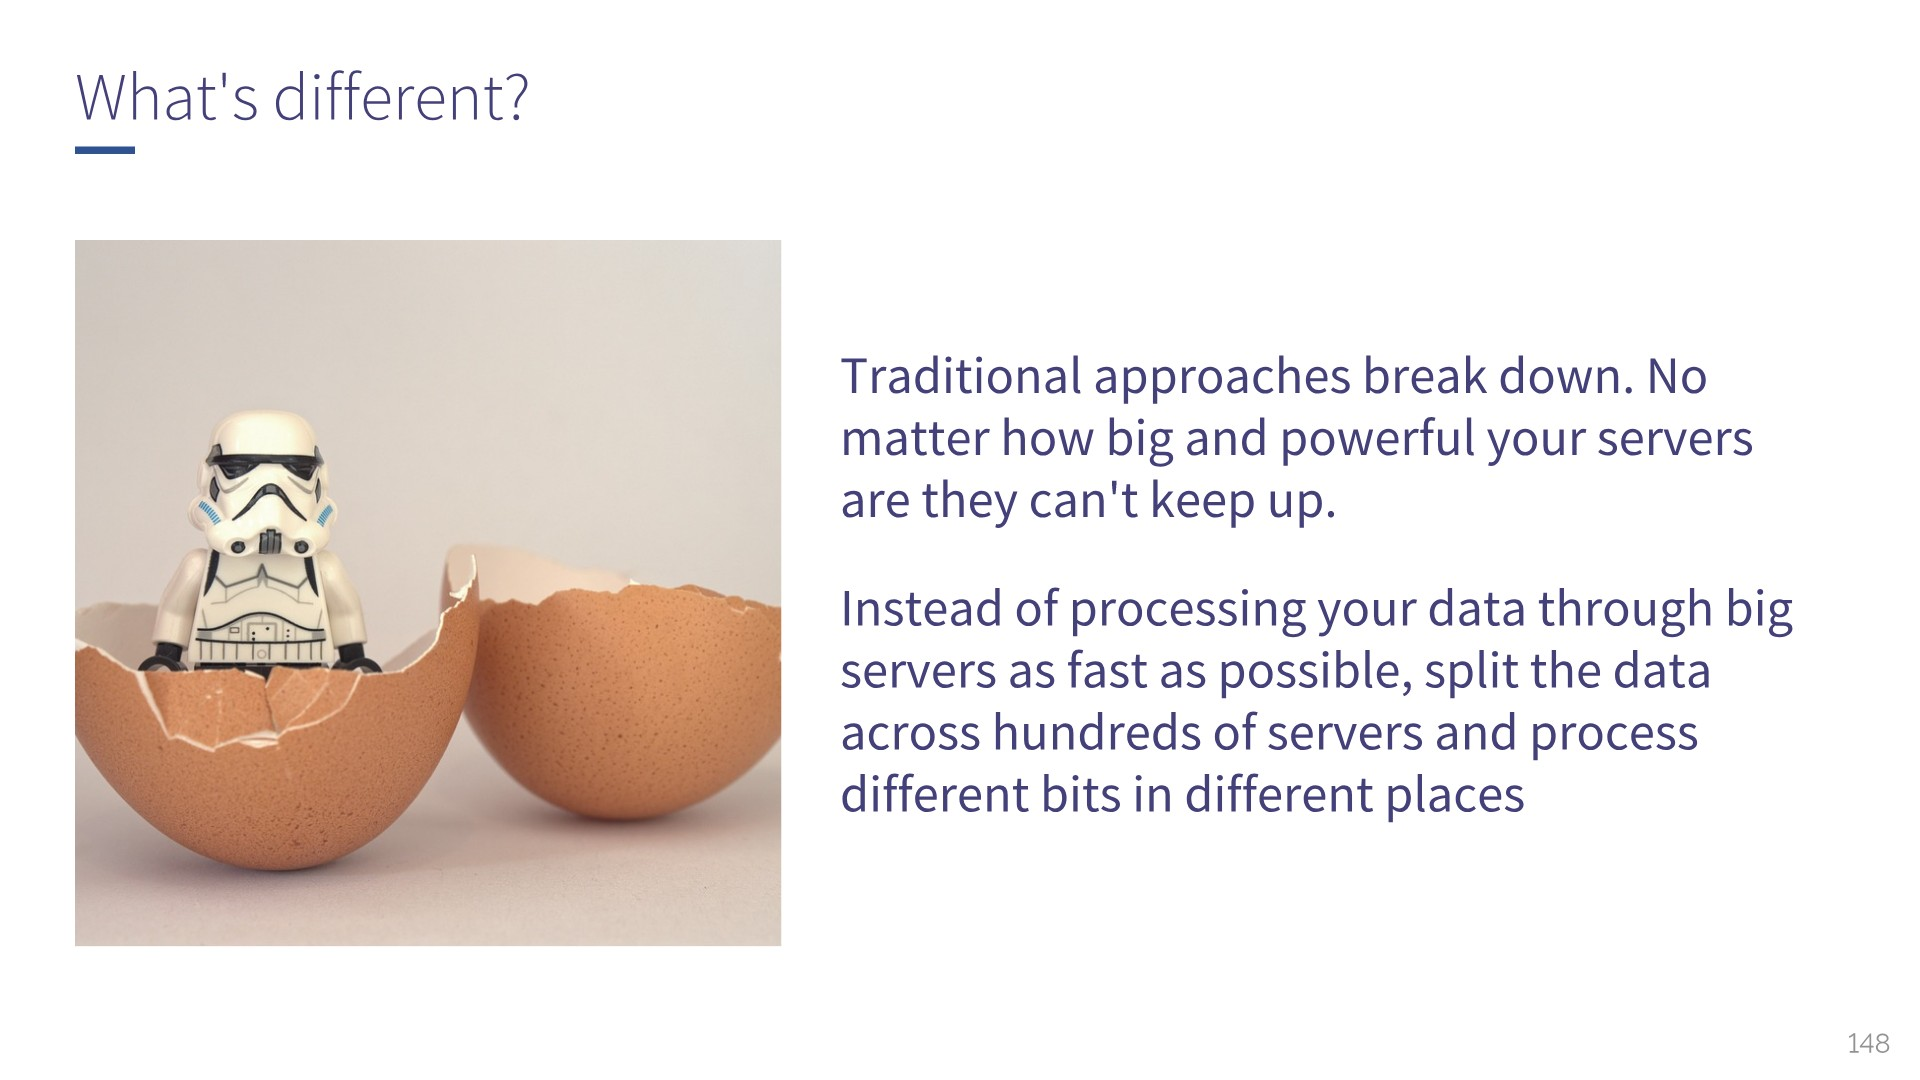 What's different?
Traditional approaches break down. No
matter how big and powerful your servers
are they can't keep up.
Instead of processing your data through big
servers as fast as possible, split the data
across hundreds of servers and process
different bits in different places
148